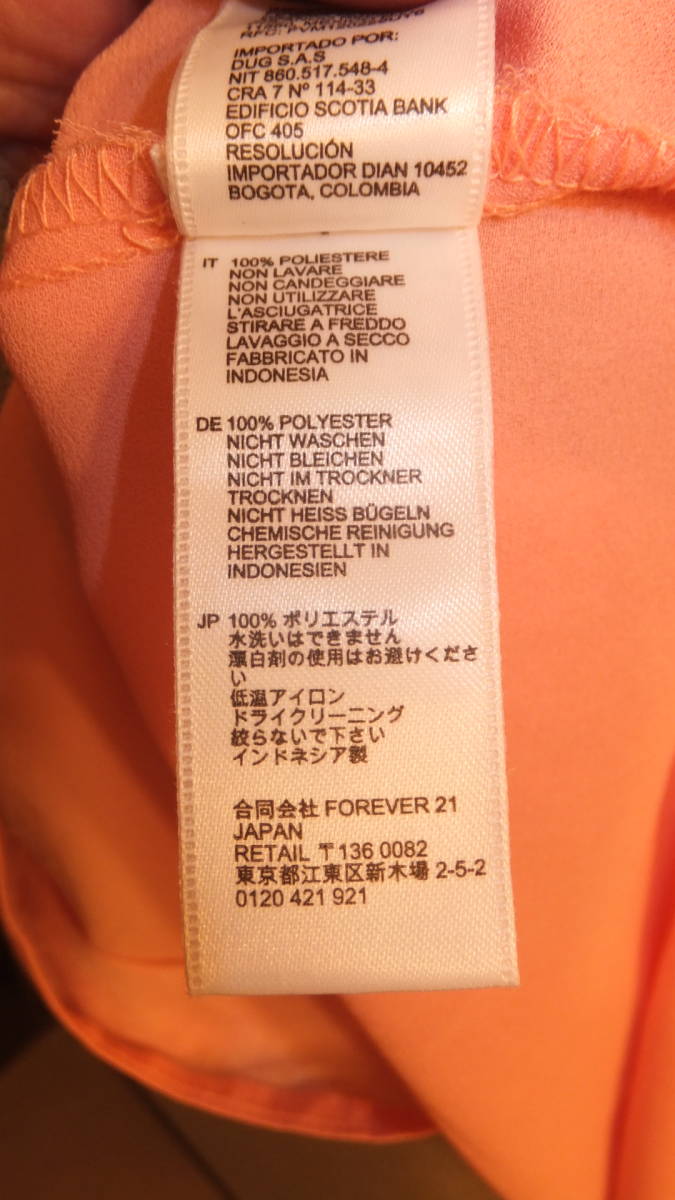 IMPORTADO POR:
DUG S.A.S
NIT 860.517.548-4
CRA 7 Nº 114-33
EDIFICIO SCOTIA BANK
OFC 405
RESOLUCIÓN
IMPORTADOR DIAN 10452
BOGOTA, COLOMBIA
IT 100% POLIESTERE
NON LAVARE
NON CANDEGGIARE
NON UTILIZZARE
L'ASCIUGATRICE
STIRARE A FREDDO
LAVAGGIO A SECCO
FABBRICATO IN
INDONESIA
DE 100% POLYESTER
NICHT WASCHEN
NICHT BLEICHEN
NICHT IM TROCKNER
TROCKNEN
NICHT HEISS BÜGELN
CHEMISCHE REINIGUNG
HERGESTELLT IN
INDONESIEN
JP 100% ポリエステル
水洗いはできません
漂白剤の使用はお避けくださ
い
低温アイロン
ドライクリーニング
絞らないで下さい
インドネシア製
合同会社 FOREVER 21
JAPAN
RETAIL 〒136 0082
東京都江東区新木場 2-5-2
0120 421 921